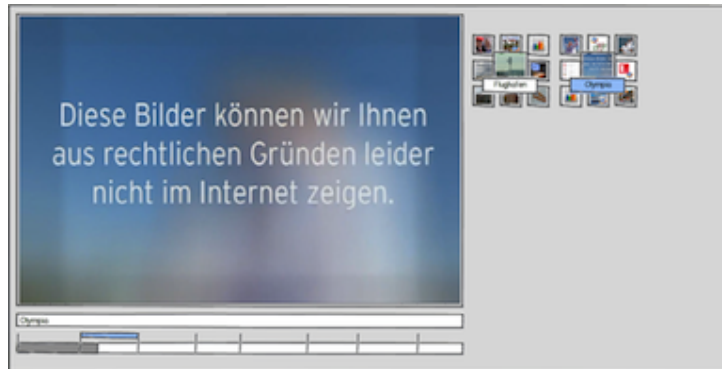 Diese Bilder können wir Ihnen
aus rechtlichen Gründen leider
nicht im Internet zeigen.
Flughafen
Olympia
Olympia